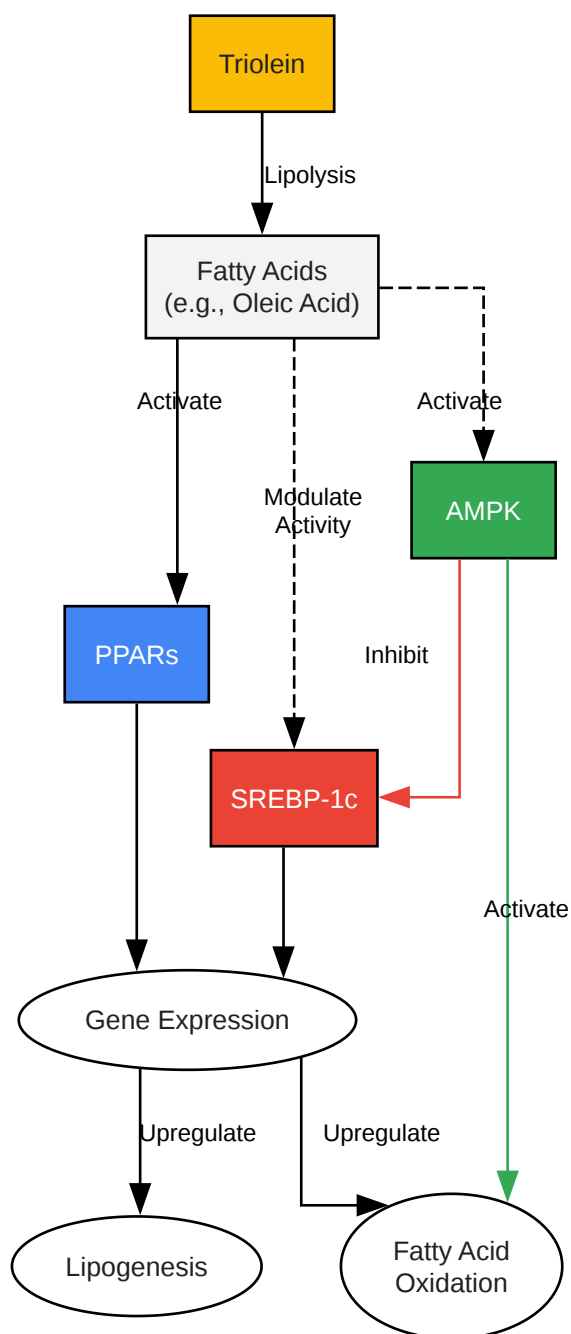 Triolein
Lipolysis
Fatty Acids
(e.g., Oleic Acid)
Activate
Activate
Modulate
Activity
AMPK
PPARs
Inhibit
SREBP-1c
Activate
Gene Expression
Upregulate
Upregulate
Lipogenesis
Fatty Acid
Oxidation